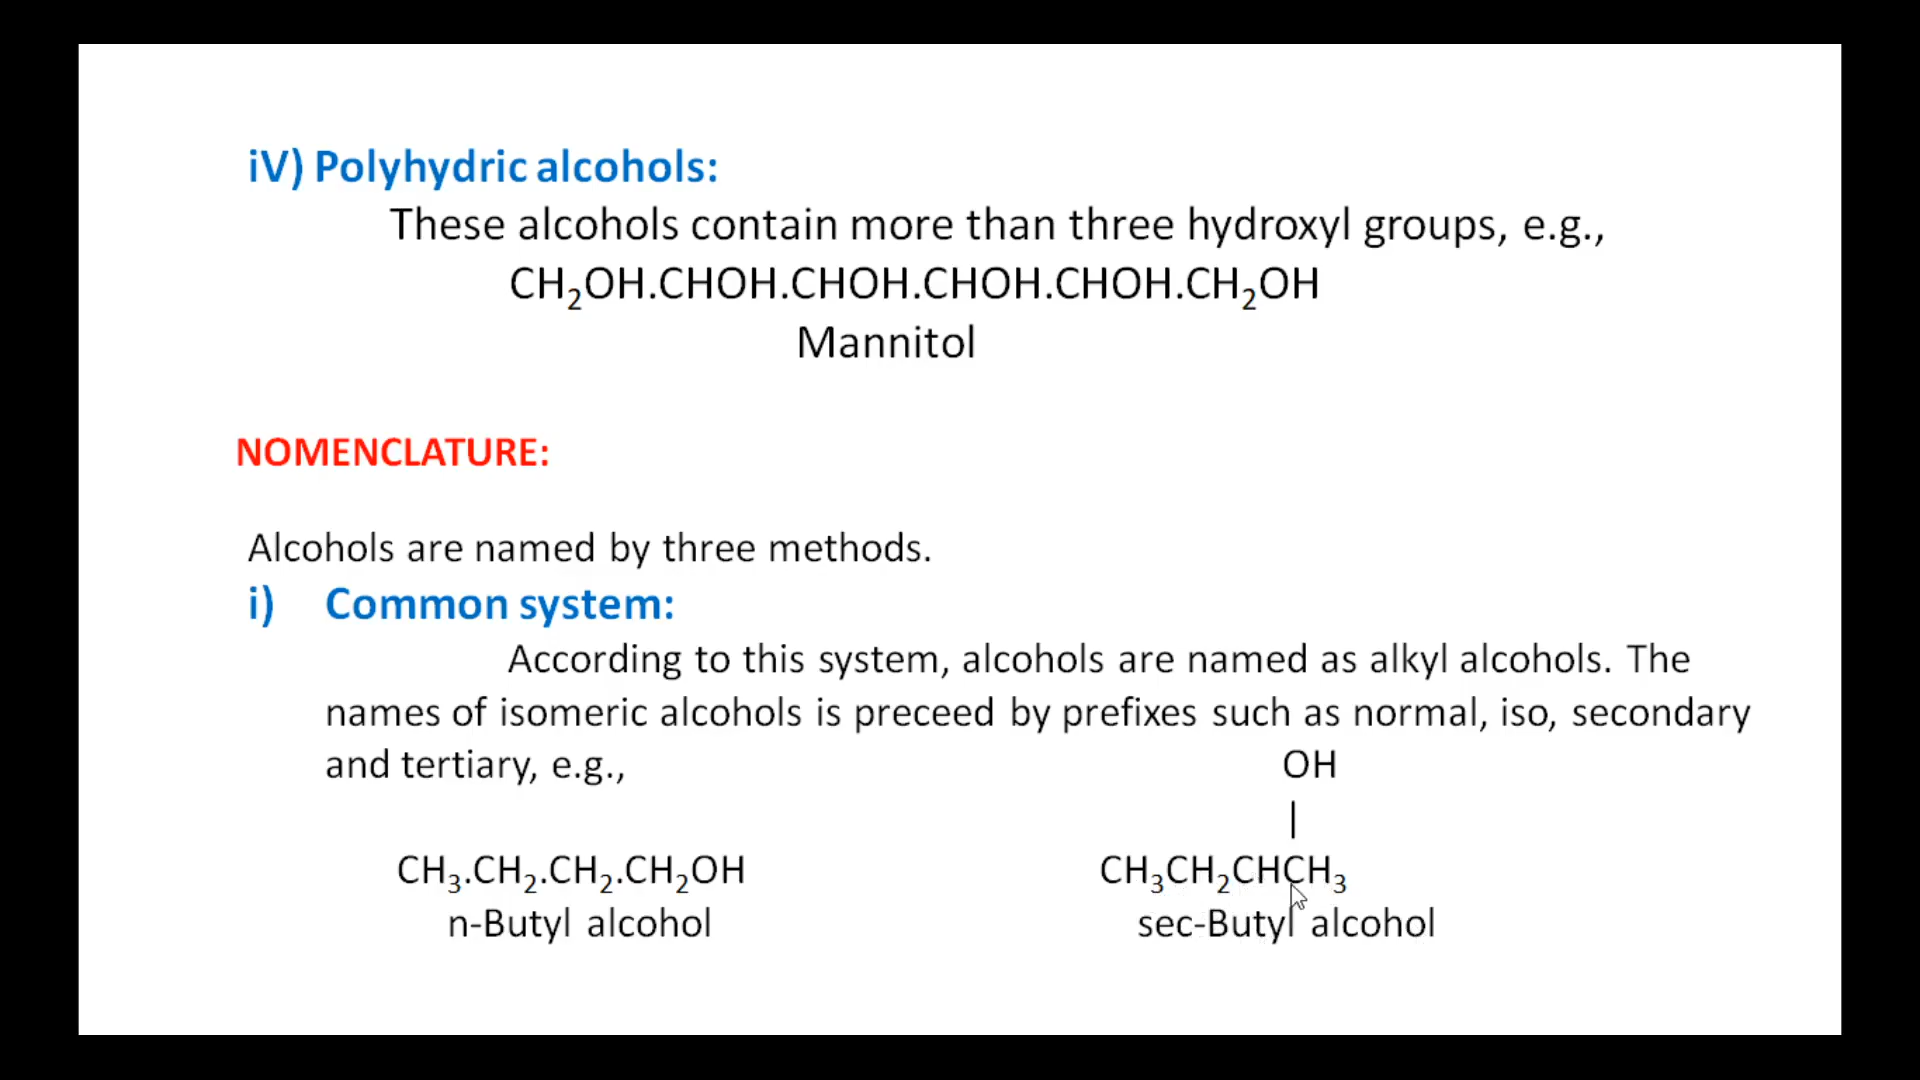 iV) Polyhydric alcohols:
These alcohols contain more than three hydroxyl groups, e.g.,
CH₂OH.CHOH.CHOH.CHOH.CHOH.CH₂OH
Mannitol
NOMENCLATURE:
Alcohols are named by three methods.
i) Common system:
According to this system, alcohols are named as alkyl alcohols. The
names of isomeric alcohols is preceed by prefixes such as normal, iso, secondary
and tertiary, e.g.,
OH
|
CH₃.CH₂.CH₂.CH₂OH CH₃CH₂CHCH₃
n-Butyl alcohol sec-Butyl alcohol